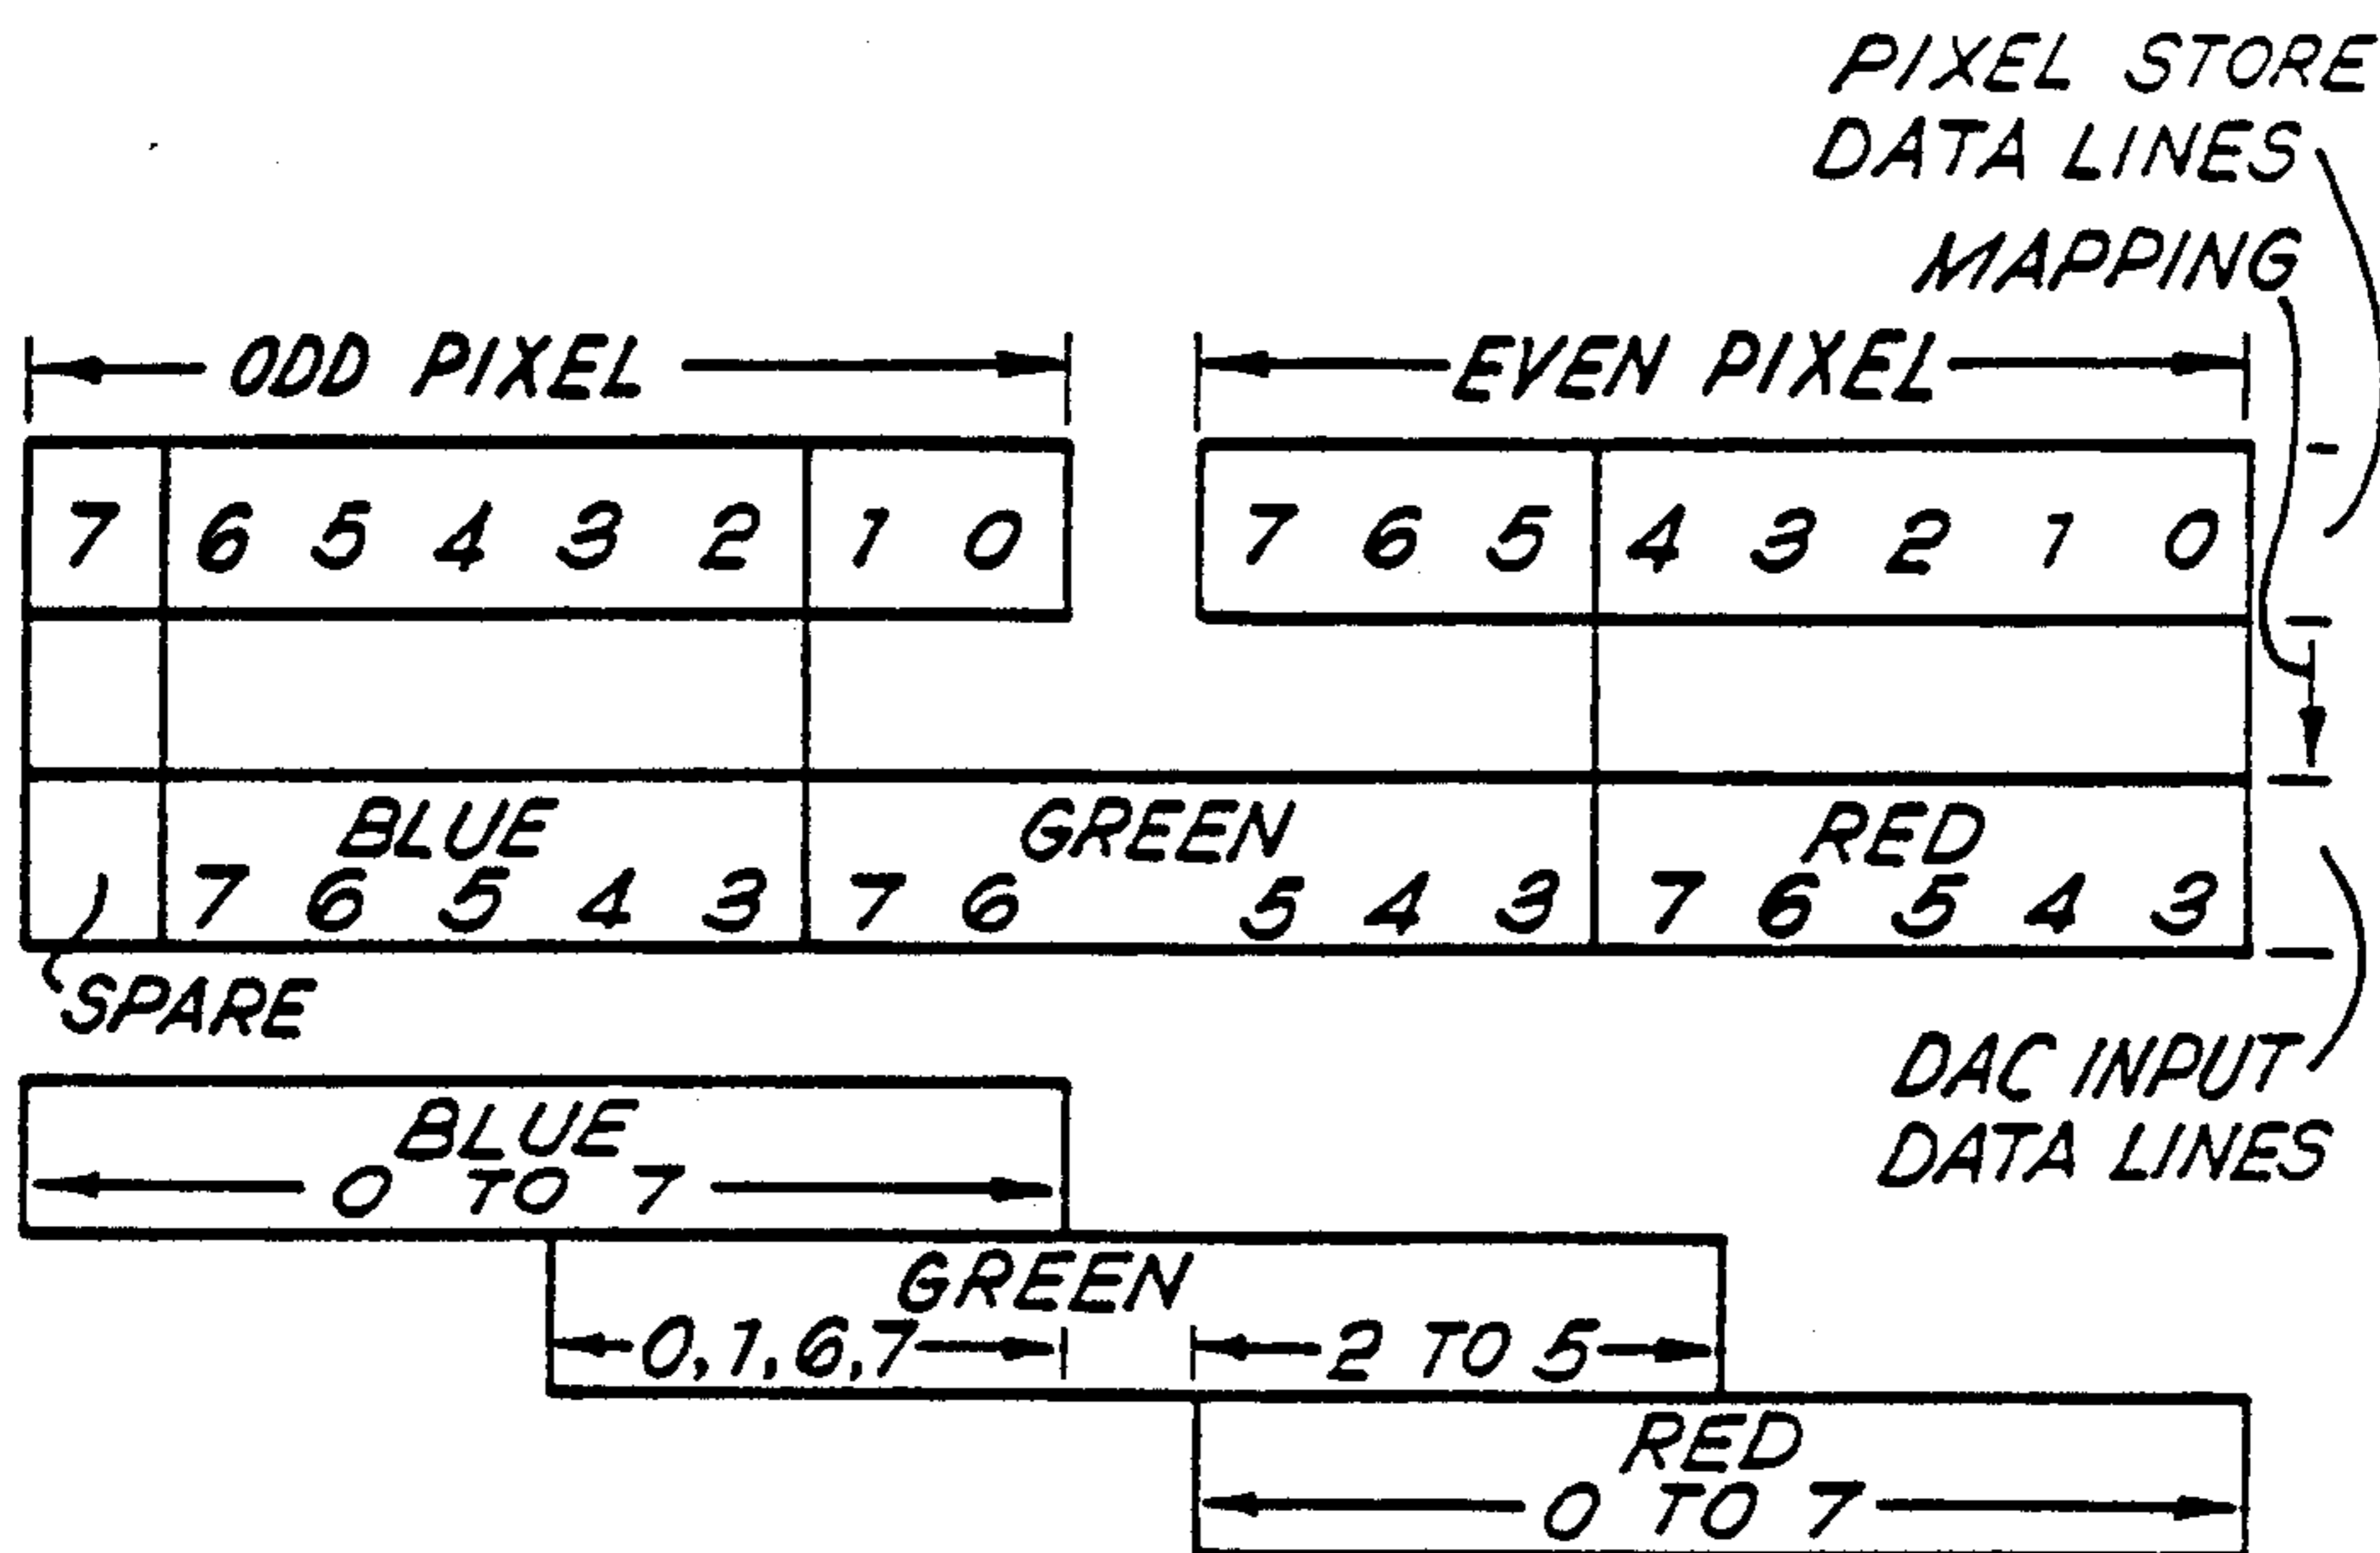 PIXEL STORE
DATA LINES
MAPPING
ODD PIXEL EVEN PIXEL
7 6 5 4 3 2 1 0 7 6 5 4 3 2 1 0
BLUE GREEN RED
7 6 5 4 3 7 6 5 4 3 7 6 5 4 3
SPARE
DAC INPUT
DATA LINES
BLUE
0 TO 7
GREEN
0,1,6,7 2 TO 5
RED
0 TO 7